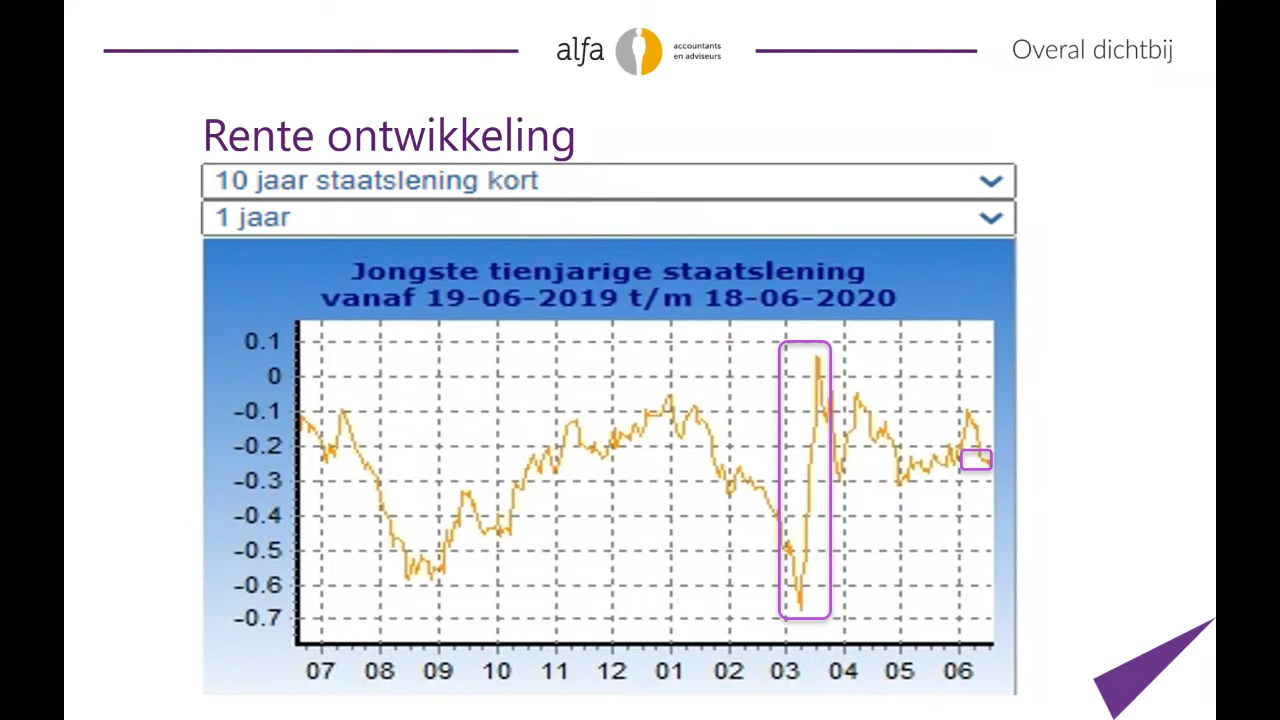 alfa accountants
en adviseurs
Overal dichtbij
Rente ontwikkeling
10 jaar staatslening kort
1 jaar
Jongste tienjarige staatslening
vanaf 19-06-2019 t/m 18-06-2020
0.1
0
-0.1
-0.2
-0.3
-0.4
-0.5
-0.6
-0.7
07 08 09 10 11 12 01 02 03 04 05 06